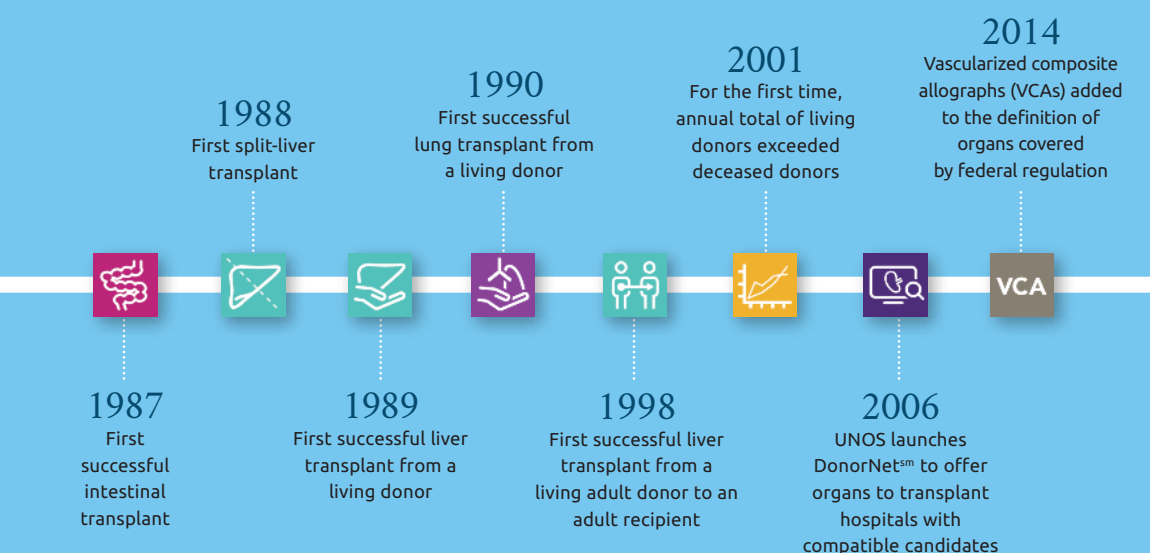 1987
First
successful
intestinal
transplant
1988
First split-liver
transplant
1989
First successful liver
transplant from a
living donor
1990
First successful
lung transplant from
a living donor
1998
First successful liver
transplant from a
living adult donor to an
adult recipient
2001
For the first time,
annual total of living
donors exceeded
deceased donors
2006
UNOS launches
DonorNet℠ to offer
organs to transplant
hospitals with
compatible candidates
2014
Vascularized composite
allographs (VCAs) added
to the definition of
organs covered
by federal regulation
VCA